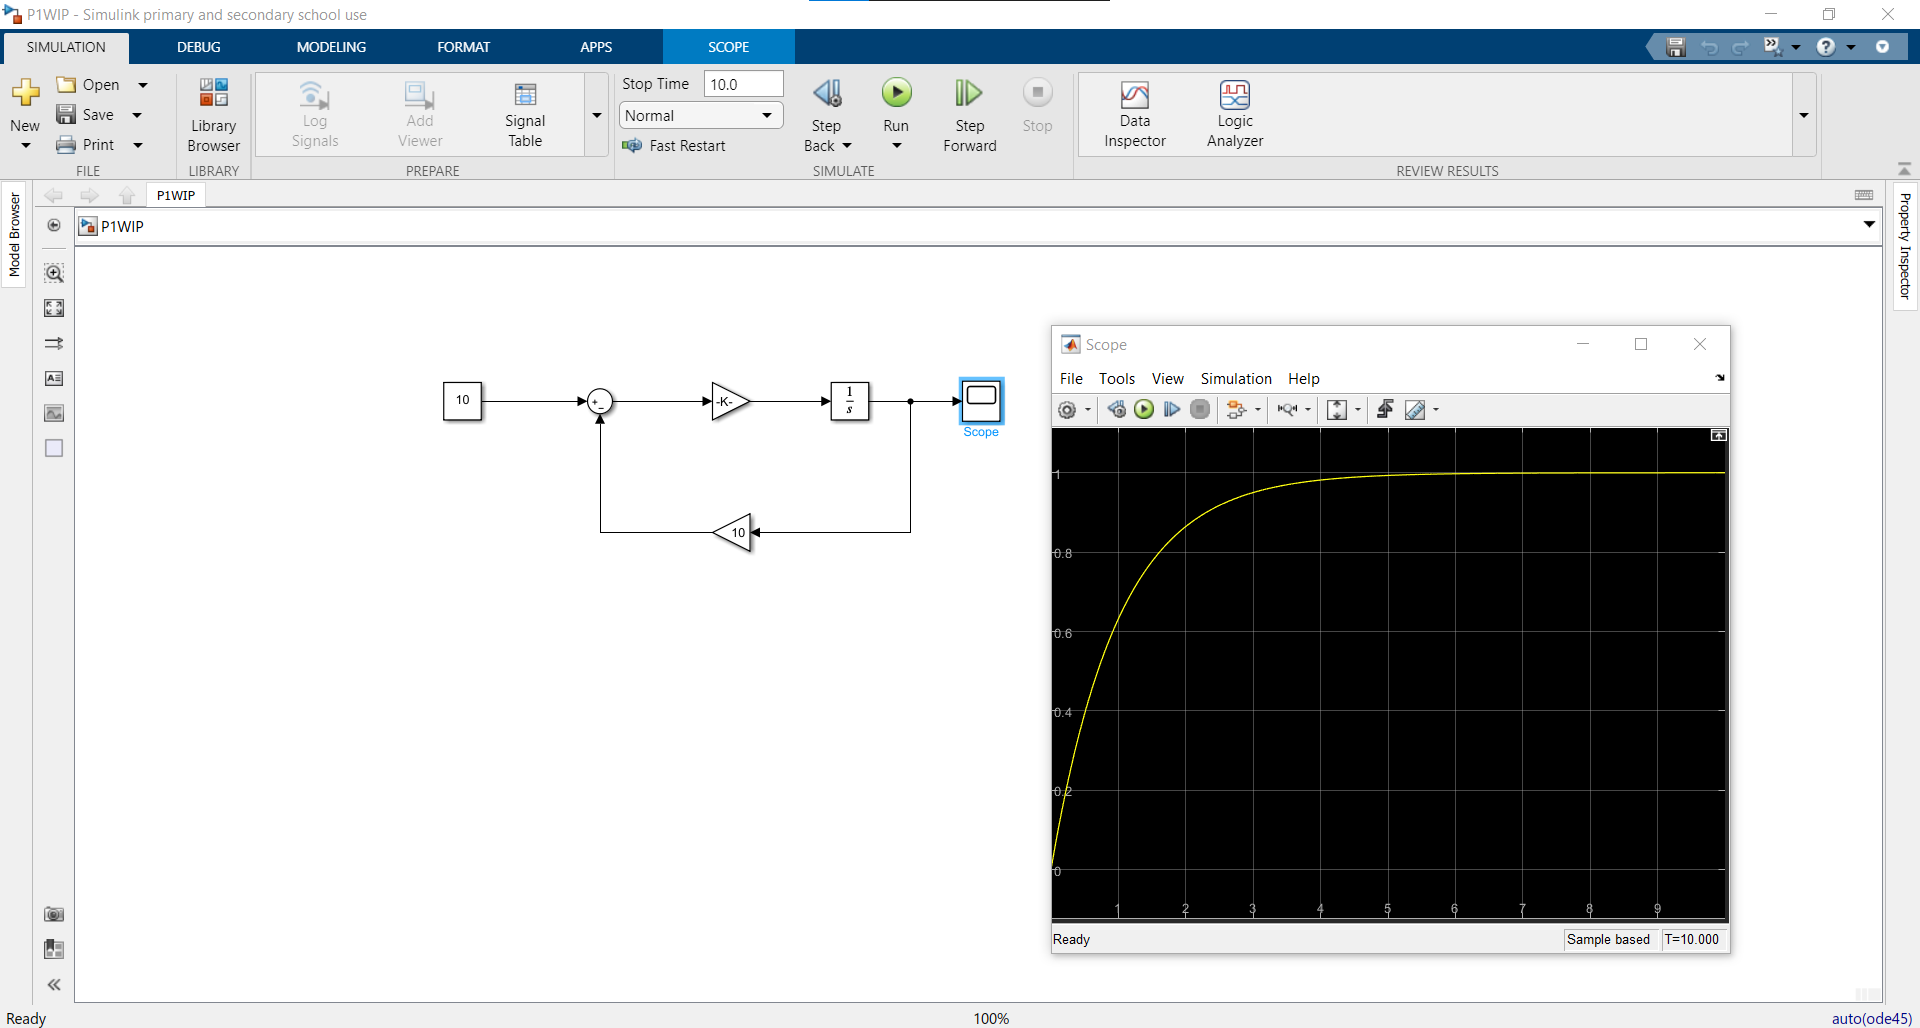 P1WIP - Simulink primary and secondary school use
SIMULATION DEBUG MODELING FORMAT APPS SCOPE
New
Open
Save
Print
FILE
Library Browser
LIBRARY
Log Signals
Add Viewer
Signal Table
PREPARE
Stop Time 10.0
Normal
Fast Restart
Step Back
Run
Step Forward
Stop
SIMULATE
Data Inspector
Logic Analyzer
REVIEW RESULTS
Model Browser
P1WIP
P1WIP
Property Inspector
10
+
-
-K-
1
s
Scope
10
Scope
File Tools View Simulation Help
1
0.8
0.6
0.4
0.2
0
1 2 3 4 5 6 7 8 9
Ready
Sample based T=10.000
Ready
100%
auto(ode45)